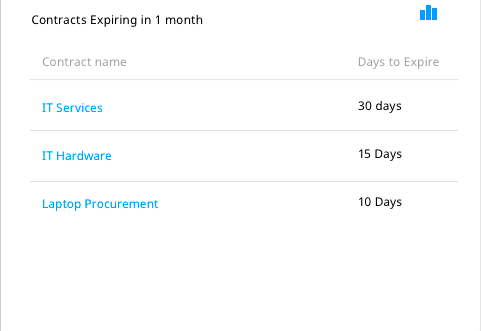 Contracts Expiring in 1 month
Contract name Days to Expire
IT Services 30 days
IT Hardware 15 Days
Laptop Procurement 10 Days